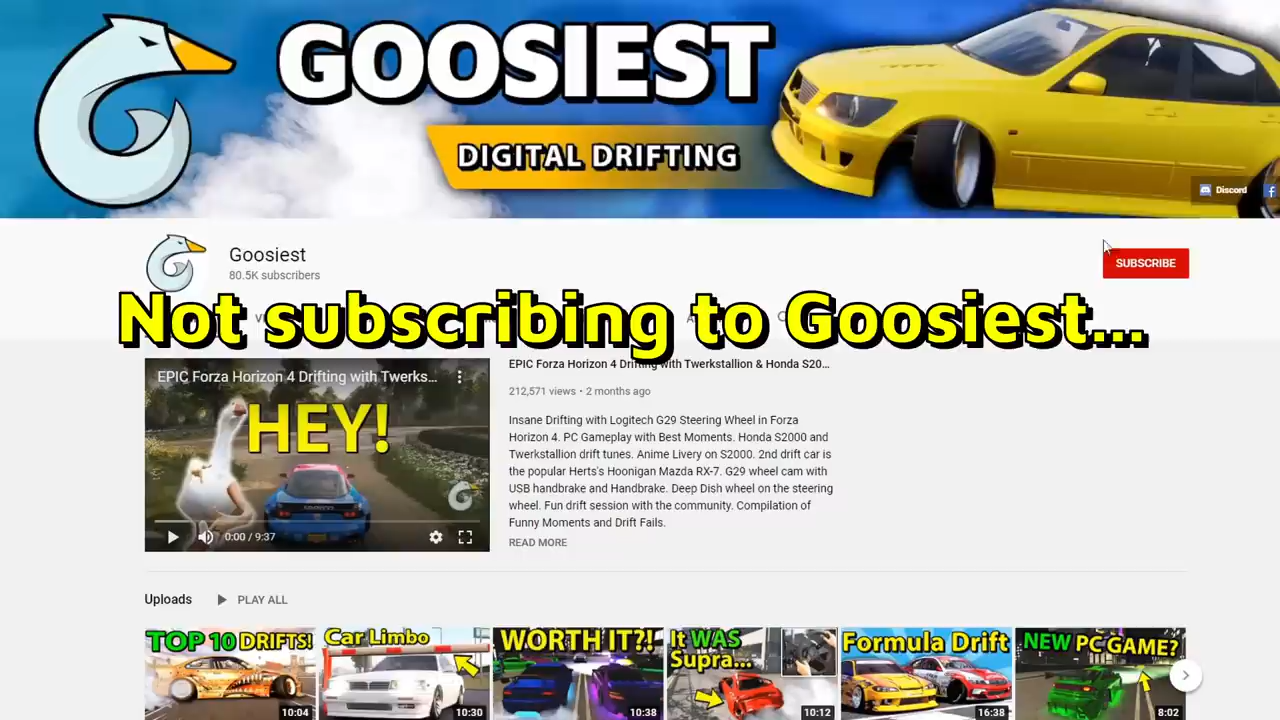 GOOSIEST
DIGITAL DRIFTING
Discord
Goosiest
80.5K subscribers
SUBSCRIBE
Not subscribing to Goosiest...
EPIC Forza Horizon 4 Drifting with Twerks...
HEY!
0:00 / 9:37
EPIC Forza Horizon 4 Drifting with Twerkstallion & Honda S20...
212,571 views • 2 months ago
Insane Drifting with Logitech G29 Steering Wheel in Forza
Horizon 4. PC Gameplay with Best Moments. Honda S2000 and
Twerkstallion drift tunes. Anime Livery on S2000. 2nd drift car is
the popular Herts's Hoonigan Mazda RX-7. G29 wheel cam with
USB handbrake and Handbrake. Deep Dish wheel on the steering
wheel. Fun drift session with the community. Compilation of
Funny Moments and Drift Fails.
READ MORE
Uploads
PLAY ALL
TOP 10 DRIFTS!
10:04
Car Limbo
10:30
WORTH IT?!
10:38
It WAS
Supra...
10:12
Formula Drift
16:38
NEW PC GAME?
8:02